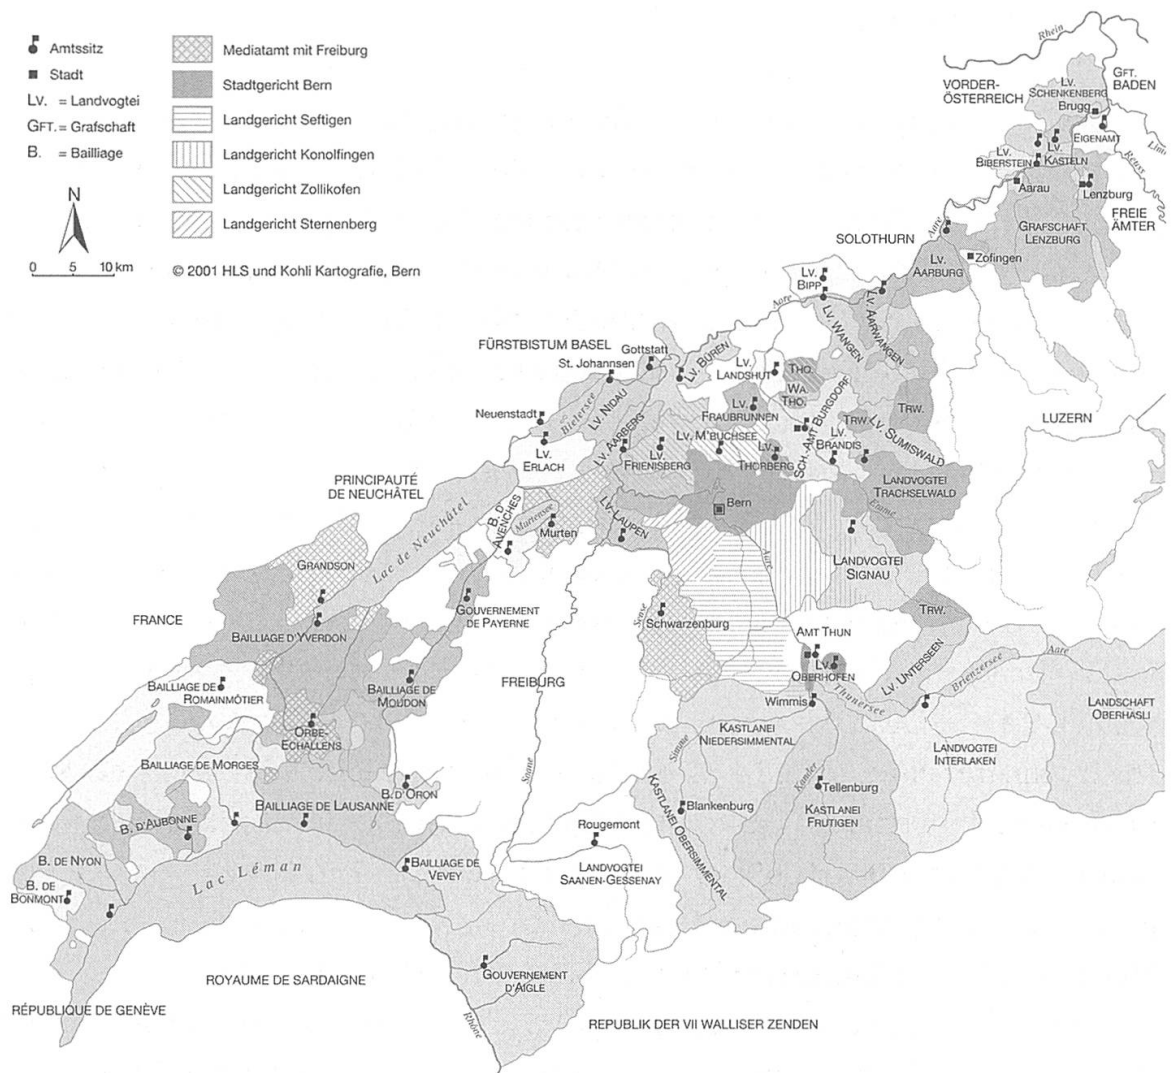 Amtssitz
Stadt
LV. = Landvogtei
GFT. = Grafschaft
B. = Bailliage
N
0 5 10 km
Mediatamt mit Freiburg
Stadtgericht Bern
Landgericht Seftigen
Landgericht Konolfingen
Landgericht Zollikofen
Landgericht Sternenberg
© 2001 HLS und Kohli Kartografie, Bern
Rhein
VORDER-
ÖSTERREICH
GFT.
BADEN
LV.
SCHENKENBERG
Brugg
EIGENAMT
Reuss
LV.
BIBERSTEIN
LV.
KASTELN
Aarau
Lenzburg
FREIE
ÄMTER
GRAFSCHAFT
LENZBURG
Aare
SOLOTHURN
LV.
AARBURG
Zofingen
LV.
BIPP
Aare
LV. WANGEN
LV. AARWANGEN
FÜRSTBISTUM BASEL
Gottstatt
St. Johannsen
LV. BÜREN
LV.
LANDSHUT
THO.
WA.
THO.
Neuenstadt
Bielersee
LV. NIDAU
LV.
FRAUBRUNNEN
SCH.AMT BURGDORF
TRW.
TRW.
LUZERN
LV.
ERLACH
LV. AARBERG
LV.
FRIENISBERG
LV. M'BUCHSEE
LV.
THORBERG
LV.
BRANDIS
LV. SUMISWALD
PRINCIPAUTÉ
DE NEUCHÂTEL
LANDVOGTEI
TRACHSELWALD
B. D'
AVENCHES
Murtensee
Murten
LV. LAUPEN
Bern
Emme
Lac de Neuchâtel
Aare
LANDVOGTEI
SIGNAU
GRANDSON
FRANCE
GOUVERNEMENT
DE PAYERNE
Sense
Schwarzenburg
TRW.
BAILLIAGE D'YVERDON
AMT THUN
LV.
OBERHOFEN
LV. UNTERSEEN
Brienzersee
Aare
BAILLIAGE DE
ROMAINMÔTIER
BAILLIAGE DE
MOUDON
FREIBURG
Wimmis
Thunersee
LANDSCHAFT
OBERHASLI
ORBE-
ECHALLENS
KASTLANEI
NIEDERSIMMENTAL
LANDVOGTEI
INTERLAKEN
BAILLIAGE DE MORGES
Simme
Kander
Saane
B. D'ORON
Tellenburg
BAILLIAGE DE LAUSANNE
KASTLANEI OBERSIMMENTAL
Blankenburg
KASTLANEI
FRUTIGEN
B. D'AUBONNE
Rougemont
B. DE NYON
BAILLIAGE DE
VEVEY
LANDVOGTEI
SAANEN-GESSENAY
Lac Léman
B. DE
BONMONT
GOUVERNEMENT
D'AIGLE
ROYAUME DE SARDAIGNE
RÉPUBLIQUE DE GENÈVE
Rhône
REPUBLIK DER VII WALLISER ZENDEN